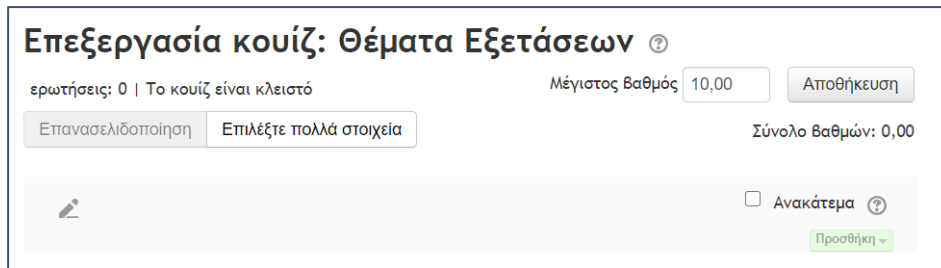 Επεξεργασία κουίζ: Θέματα Εξετάσεων
ερωτήσεις: 0 | Το κουίζ είναι κλειστό
Μέγιστος βαθμός 10,00 Αποθήκευση
Επανασελιδοποίηση Επιλέξτε πολλά στοιχεία
Σύνολο βαθμών: 0,00
Ανακάτεμα
Προσθήκη